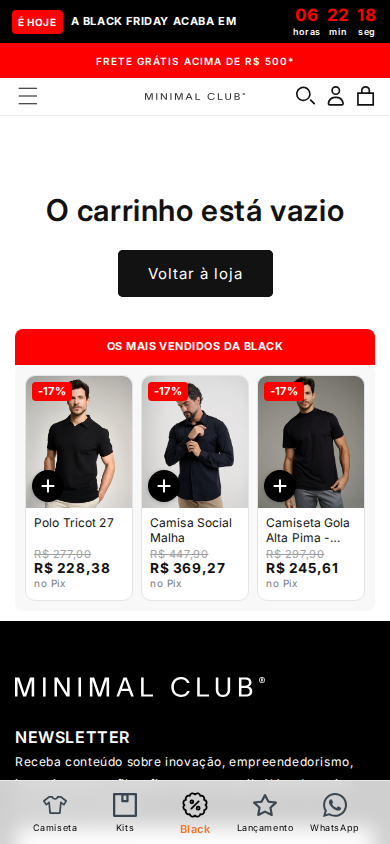 É HOJE
A BLACK FRIDAY ACABA EM
06 22 18
horas min seg
FRETE GRÁTIS ACIMA DE R$ 500*
MINIMAL CLUB
O carrinho está vazio
Voltar à loja
OS MAIS VENDIDOS DA BLACK
-17% -17% -17%
Polo Tricot 27
R$ 277,00
R$ 228,38
no Pix
Camisa Social
Malha
R$ 447,90
R$ 369,27
no Pix
Camiseta Gola
Alta Pima -...
R$ 297,90
R$ 245,61
no Pix
MINIMAL CLUB®
NEWSLETTER
Receba conteúdo sobre inovação, empreendedorismo,
Camiseta Kits Black Lançamento WhatsApp